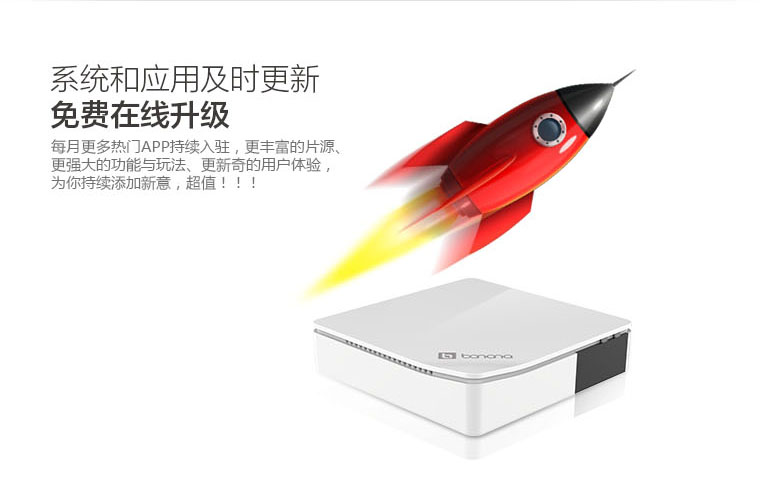 系统和应用及时更新
免费在线升级
每月更多热门APP持续入驻，更丰富的片源、
更强大的功能与玩法、更新奇的用户体验，
为你持续添加新意，超值！！！
banana